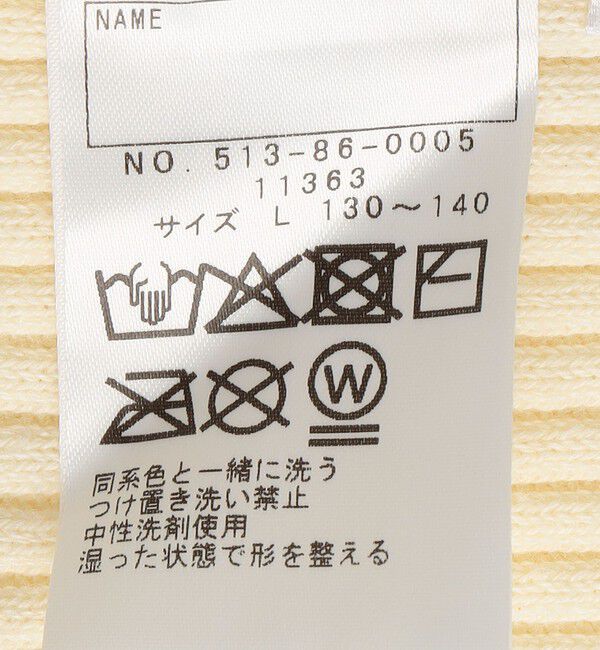 NAME
NO. 513-86-0005
11363
サイズ L 130～140
W
同系色と一緒に洗う
つけ置き洗い禁止
中性洗剤使用
湿った状態で形を整える